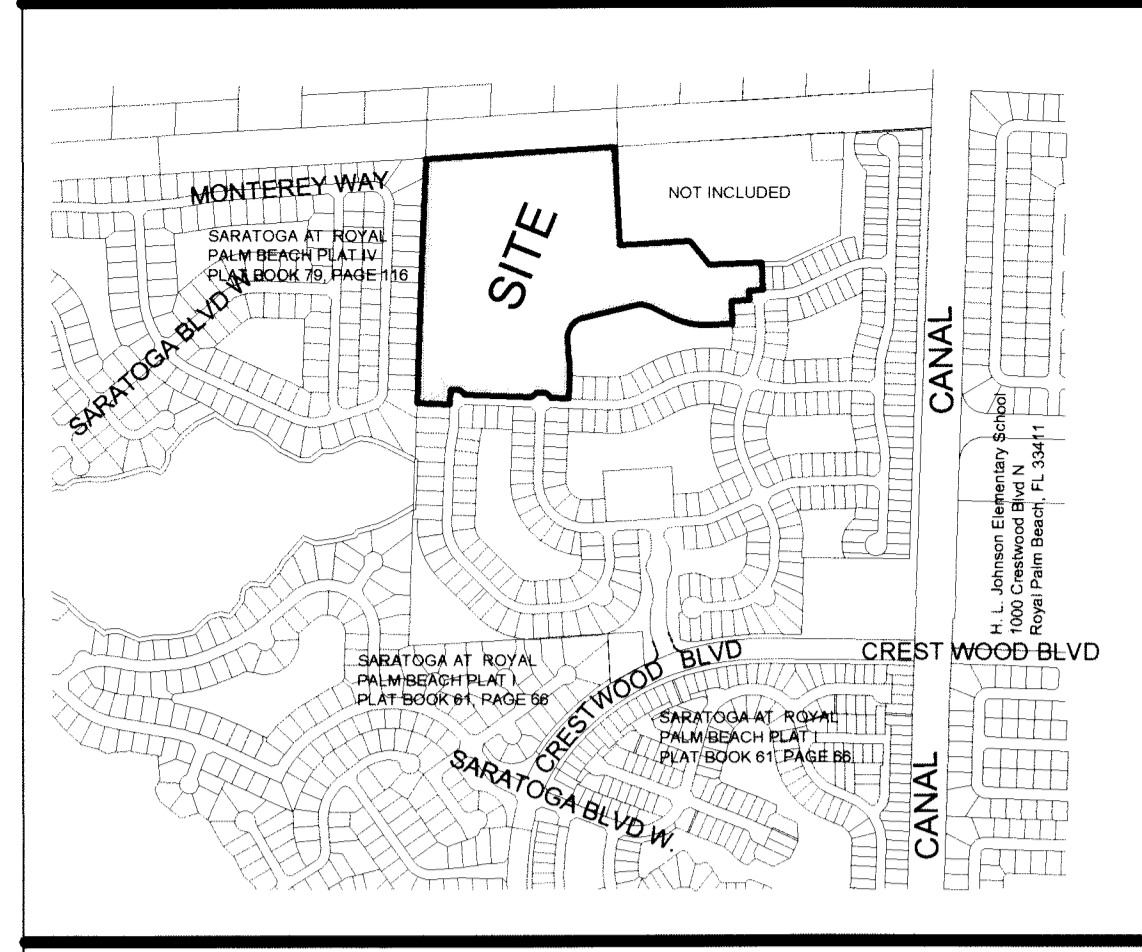 MONTEREY WAY
SARATOGA AT ROYAL
PALM BEACH PLAT IV
PLAT BOOK 79, PAGE 116
SARATOGA BLVD W.
SITE
NOT INCLUDED
CANAL
H. L. Johnson Elementary School
1000 Crestwood Blvd N
Royal Palm Beach, FL 33411
CREST WOOD BLVD
SARATOGA AT ROYAL
PALM BEACH PLAT I
PLAT BOOK 61, PAGE 66
CRESTWOOD BLVD
SARATOGA AT ROYAL
PALM BEACH PLAT I
PLAT BOOK 61, PAGE 66
SARATOGA BLVD W.
CANAL